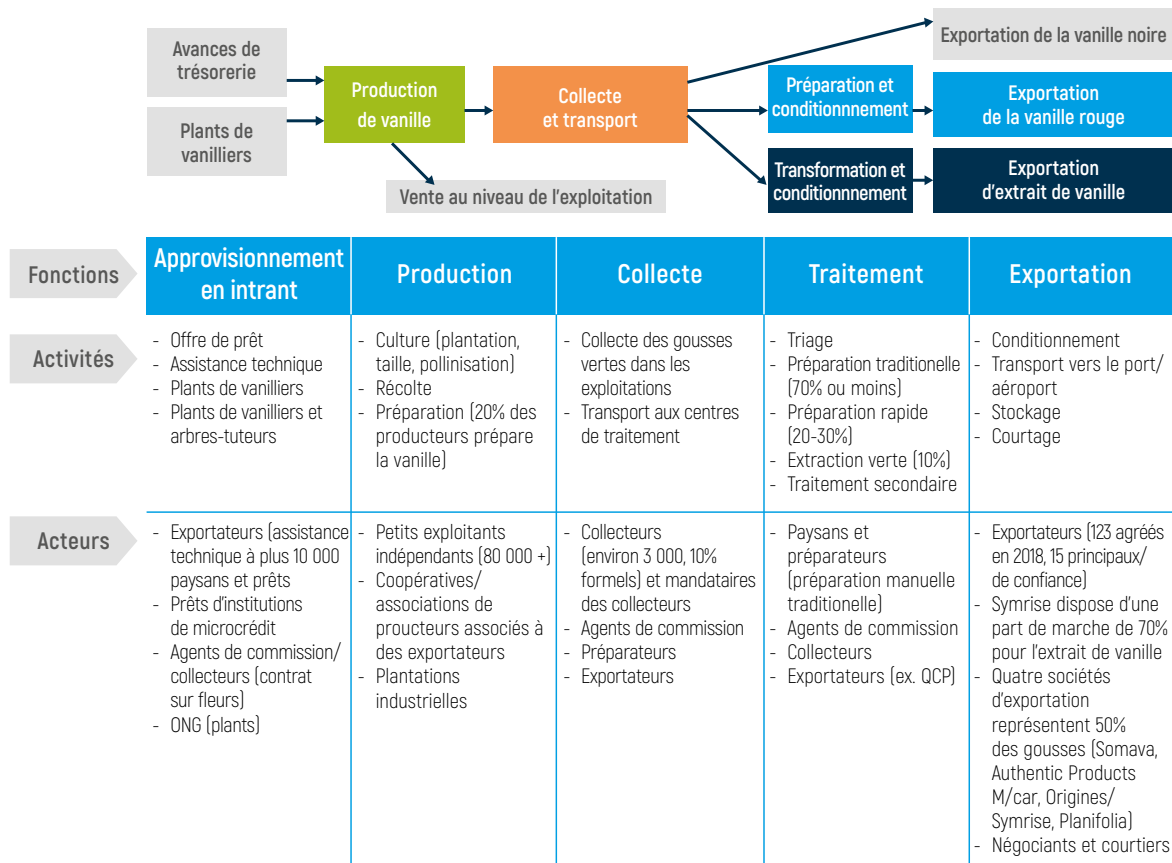 Avances de
trésorerie
Plants de
vanilliers
Production
de vanille
Collecte
et transport
Vente au niveau de l'exploitation
Exportation de la vanille noire
Préparation et
conditionnnement
Exportation
de la vanille rouge
Transformation et
conditionnnement
Exportation
d'extrait de vanille
Fonctions
Approvisionnement
en intrant
Production
Collecte
Traitement
Exportation
Activités
- Offre de prêt
- Assistance technique
- Plants de vanilliers
- Plants de vanilliers et
arbres-tuteurs
- Culture (plantation,
taille, pollinisation)
- Récolte
- Préparation (20% des
producteurs prépare
la vanille)
- Collecte des gousses
vertes dans les
exploitations
- Transport aux centres
de traitement
- Triage
- Préparation traditionelle
(70% ou moins)
- Préparation rapide
(20-30%)
- Extraction verte (10%)
- Traitement secondaire
- Conditionnement
- Transport vers le port/
aéroport
- Stockage
- Courtage
Acteurs
- Exportateurs (assistance
technique à plus 10 000
paysans et prêts
- Prêts d'institutions
de microcrédit
- Agents de commission/
collecteurs (contrat
sur fleurs)
- ONG (plants)
- Petits exploitants
indépendants (80 000 +)
- Coopératives/
associations de
proucteurs associés à
des exportateurs
- Plantations
industrielles
- Collecteurs
(environ 3 000, 10%
formels) et mandataires
des collecteurs
- Agents de commission
- Préparateurs
- Exportateurs
- Paysans et
préparateurs
(préparation manuelle
traditionelle)
- Agents de commission
- Collecteurs
- Exportateurs (ex. QCP)
- Exportateurs (123 agréés
en 2018, 15 principaux/
de confiance)
- Symrise dispose d'une
part de marche de 70%
pour l'extrait de vanille
- Quatre sociétés
d'exportation
représentent 50%
des gousses (Somava,
Authentic Products
M/car, Origines/
Symrise, Planifolia)
- Négociants et courtiers